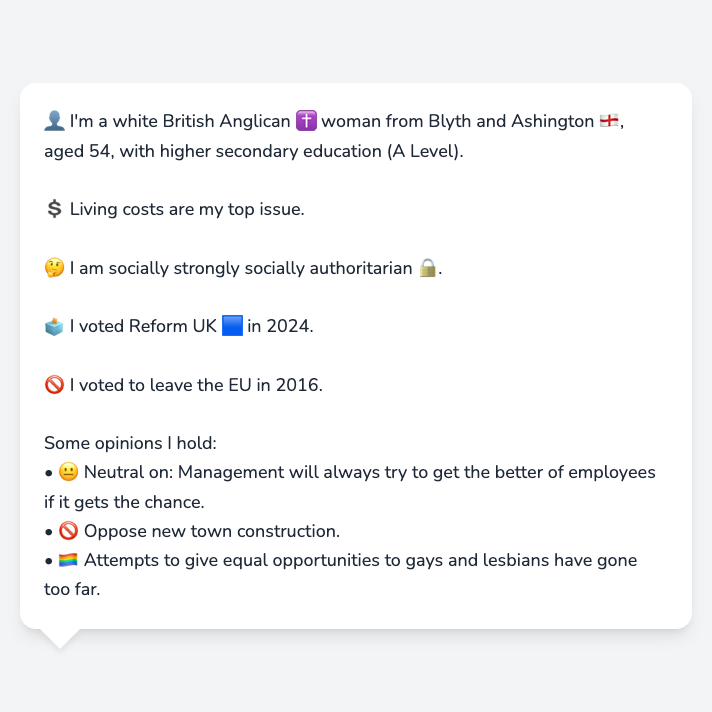 👤 I'm a white British Anglican ✝️ woman from Blyth and Ashington 🏴󠁧󠁢󠁥󠁮󠁧󠁿,
aged 54, with higher secondary education (A Level).
💲 Living costs are my top issue.
🤔 I am socially strongly socially authoritarian 🔒.
🗳️ I voted Reform UK 🟦 in 2024.
🚫 I voted to leave the EU in 2016.
Some opinions I hold:
• 😐 Neutral on: Management will always try to get the better of employees
if it gets the chance.
• 🚫 Oppose new town construction.
• 🏳️‍🌈 Attempts to give equal opportunities to gays and lesbians have gone
too far.